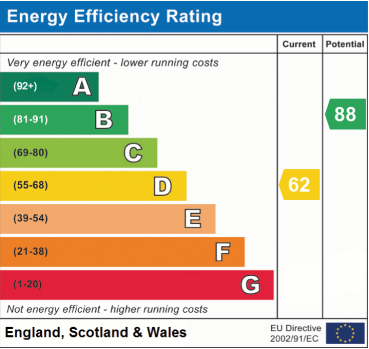 Energy Efficiency Rating
Current Potential
Very energy efficient - lower running costs
(92+) A
(81-91) B
88
(69-80) C
(55-68) D
62
(39-54) E
(21-38) F
(1-20) G
Not energy efficient - higher running costs
England, Scotland & Wales
EU Directive
2002/91/EC